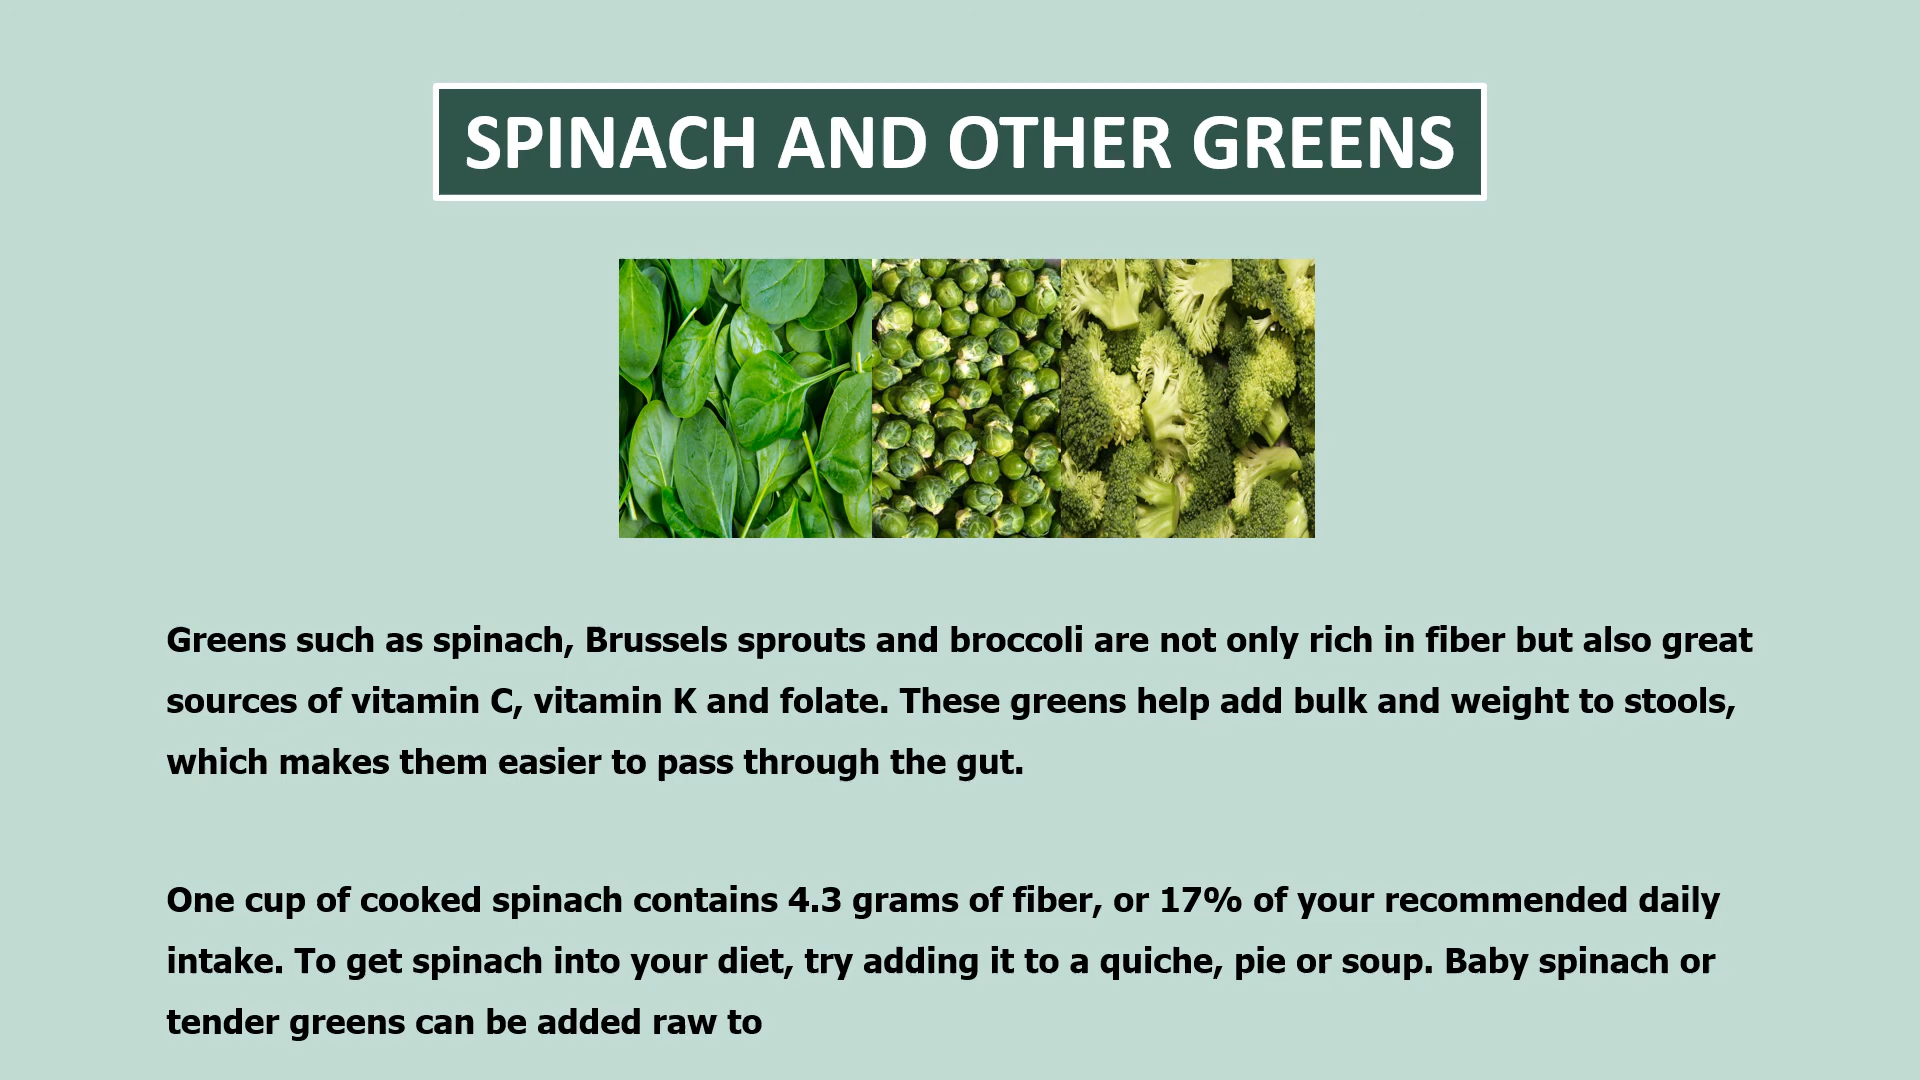 SPINACH AND OTHER GREENS
Greens such as spinach, Brussels sprouts and broccoli are not only rich in fiber but also great
sources of vitamin C, vitamin K and folate. These greens help add bulk and weight to stools,
which makes them easier to pass through the gut.
One cup of cooked spinach contains 4.3 grams of fiber, or 17% of your recommended daily
intake. To get spinach into your diet, try adding it to a quiche, pie or soup. Baby spinach or
tender greens can be added raw to